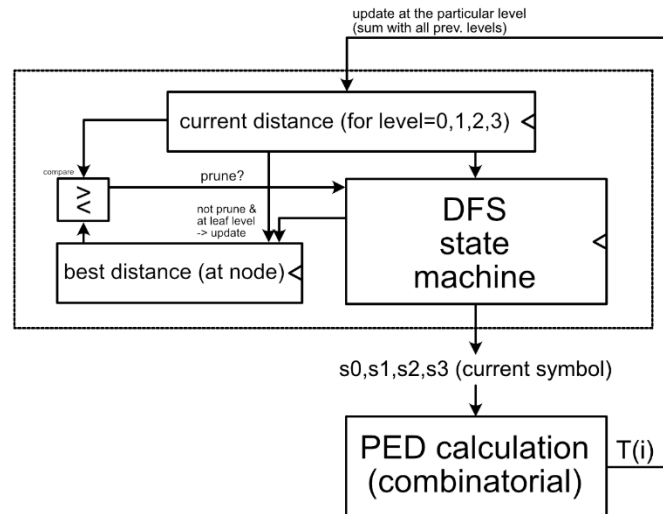 update at the particular level
(sum with all prev. levels)
current distance (for level=0,1,2,3)
compare
prune?
not prune &
at leaf level
-> update
DFS
state
machine
best distance (at node)
s0,s1,s2,s3 (current symbol)
PED calculation
(combinatorial)
T(i)